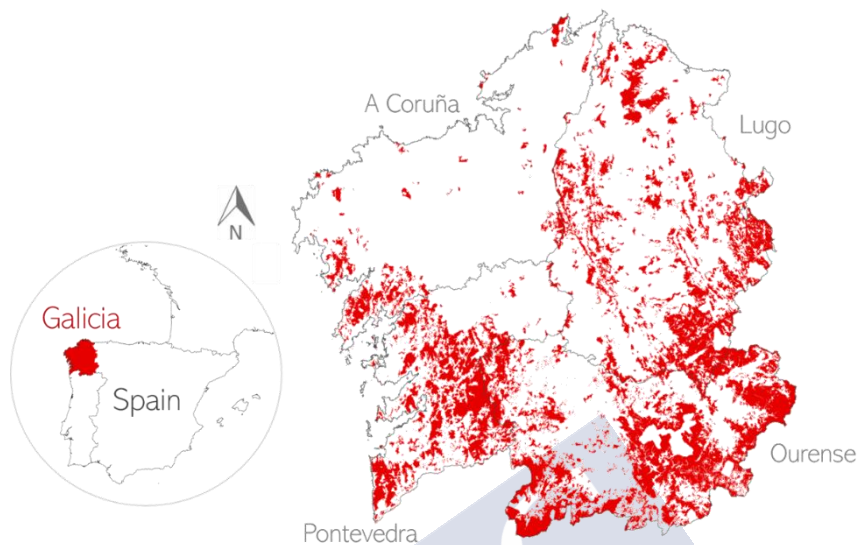 A Coruña
Lugo
N
Galicia
Spain
Ourense
Pontevedra